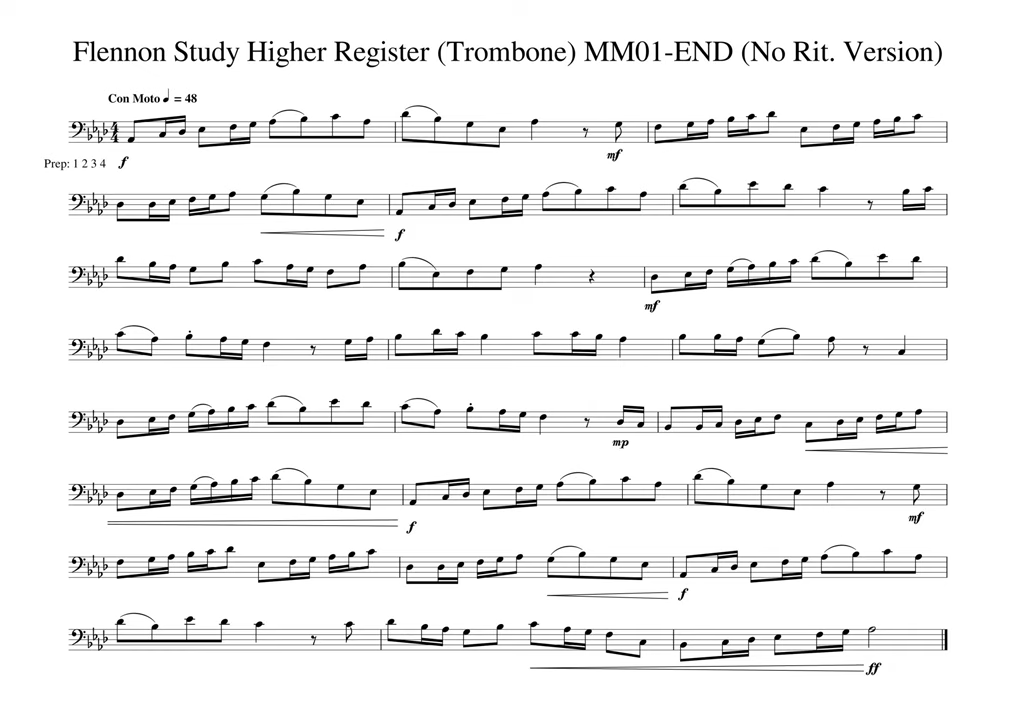 Flennon Study Higher Register (Trombone) MM01-END (No Rit. Version)
Con Moto ♩ = 48
Prep: 1 2 3 4
f
mf
f
mf
mp
f
mf
f
ff